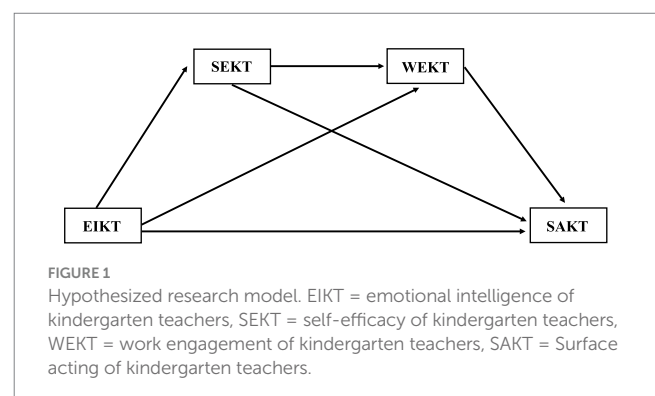 SEKT
WEKT
EIKT
SAKT
FIGURE 1
Hypothesized research model. EIKT = emotional intelligence of
kindergarten teachers, SEKT = self-efficacy of kindergarten teachers,
WEKT = work engagement of kindergarten teachers, SAKT = Surface
acting of kindergarten teachers.